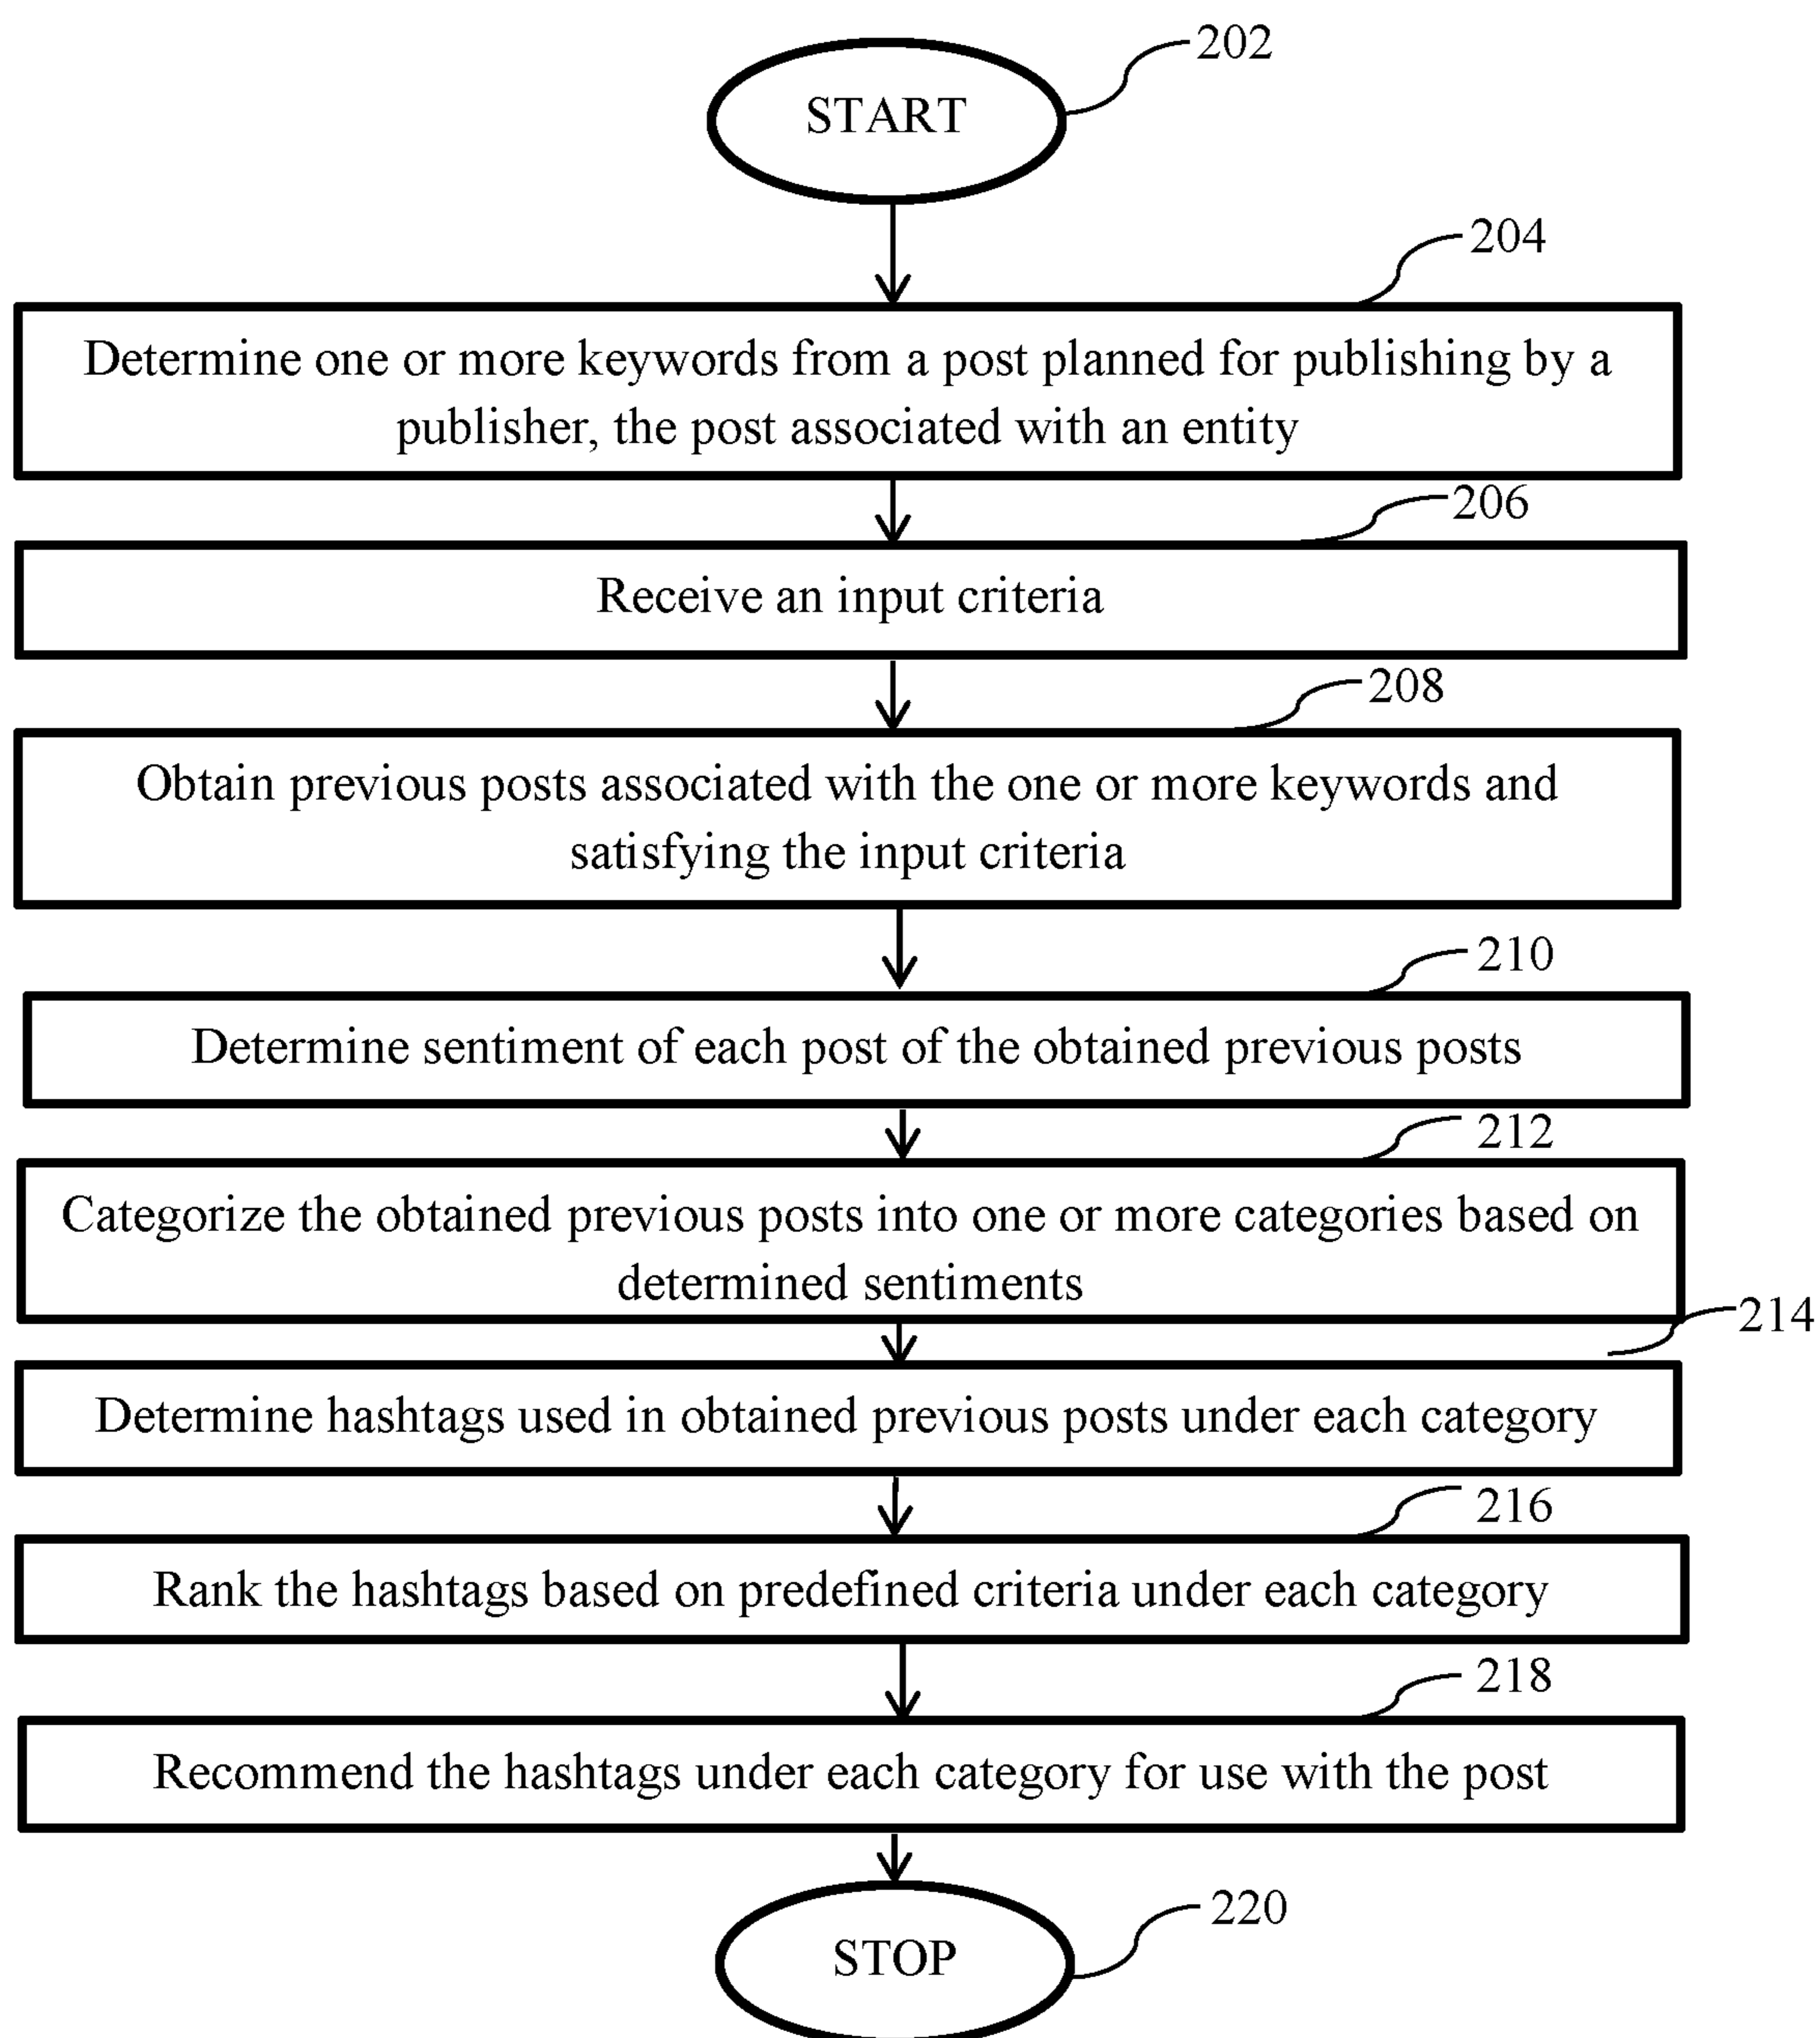 202
START
204
Determine one or more keywords from a post planned for publishing by a
publisher, the post associated with an entity
206
Receive an input criteria
208
Obtain previous posts associated with the one or more keywords and
satisfying the input criteria
210
Determine sentiment of each post of the obtained previous posts
212
Categorize the obtained previous posts into one or more categories based on
determined sentiments
214
Determine hashtags used in obtained previous posts under each category
216
Rank the hashtags based on predefined criteria under each category
218
Recommend the hashtags under each category for use with the post
220
STOP